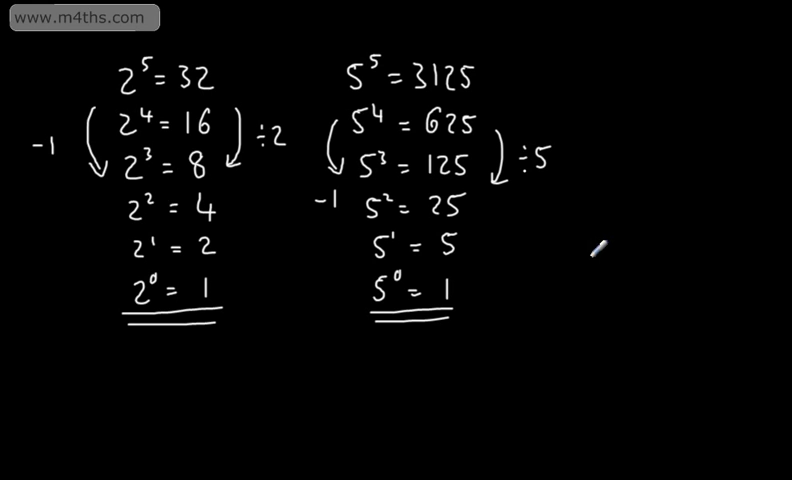 www.m4ths.com
2⁵ = 32
2⁴ = 16
2³ = 8
2² = 4
2¹ = 2
2⁰ = 1
-1
÷2
5⁵ = 3125
5⁴ = 625
5³ = 125
5² = 25
5¹ = 5
5⁰ = 1
-1
÷5